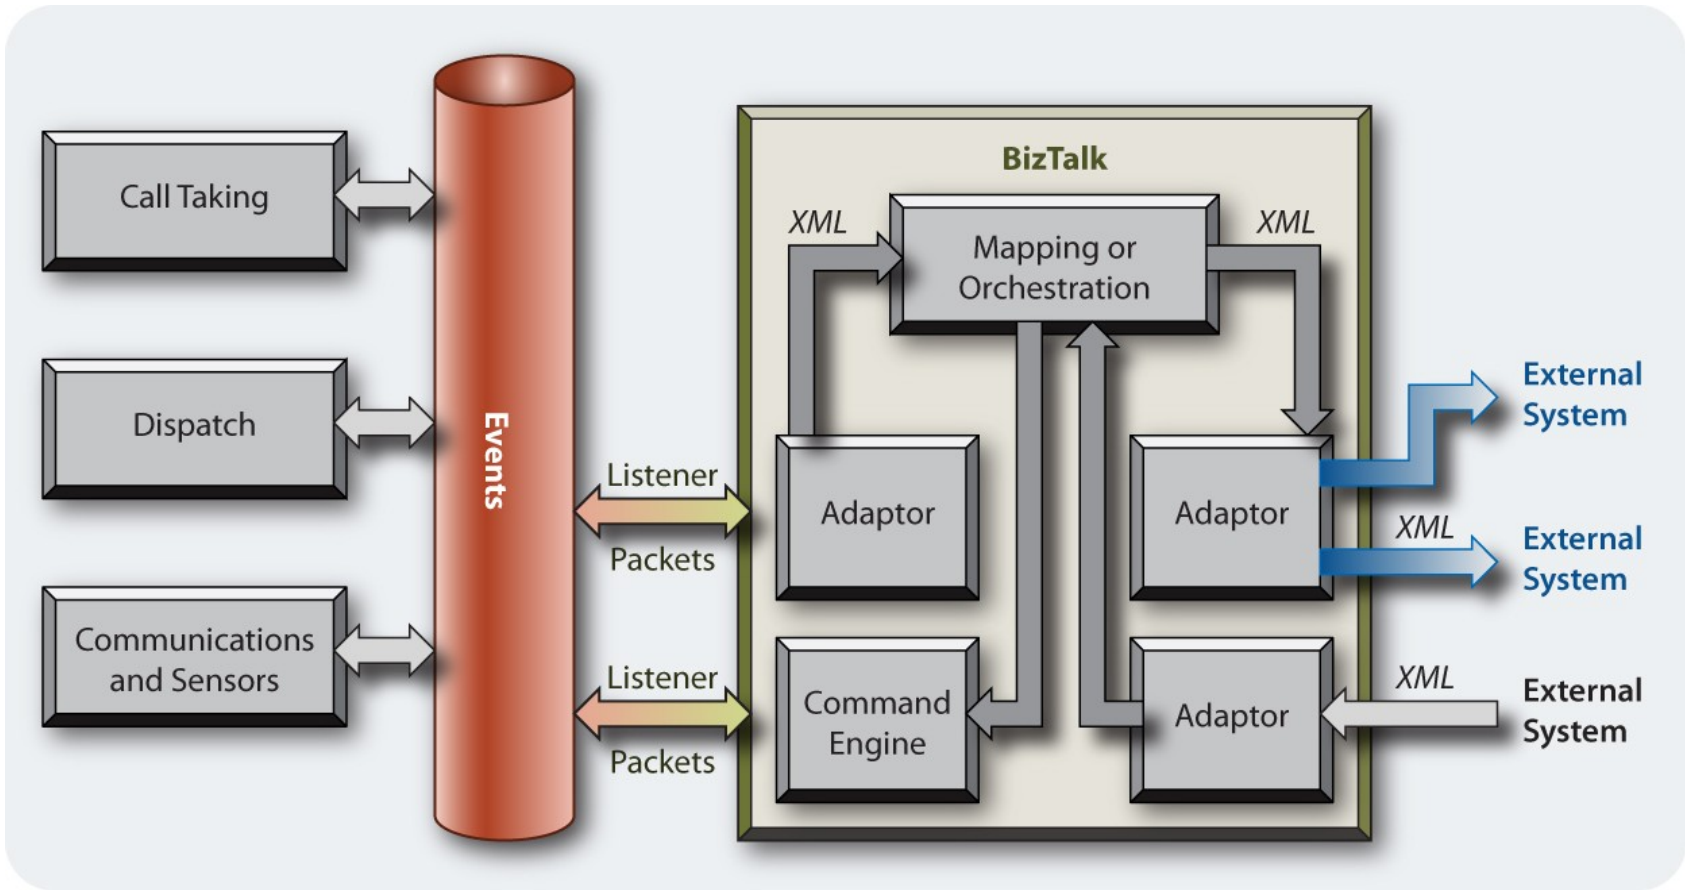 Call Taking
Dispatch
Communications
and Sensors
Events
Listener
Packets
Listener
Packets
BizTalk
XML
Mapping or
Orchestration
XML
Adaptor
Adaptor
Command
Engine
Adaptor
External
System
XML
External
System
XML
External
System